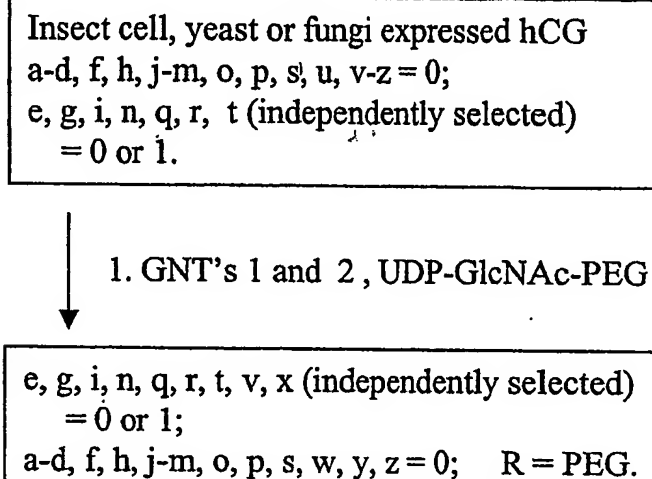 Insect cell, yeast or fungi expressed hCG
a-d, f, h, j-m, o, p, s, u, v-z = 0;
e, g, i, n, q, r, t (independently selected)
= 0 or 1.
1. GNT's 1 and 2 , UDP-GlcNAc-PEG
e, g, i, n, q, r, t, v, x (independently selected)
= 0 or 1;
a-d, f, h, j-m, o, p, s, w, y, z = 0; R = PEG.